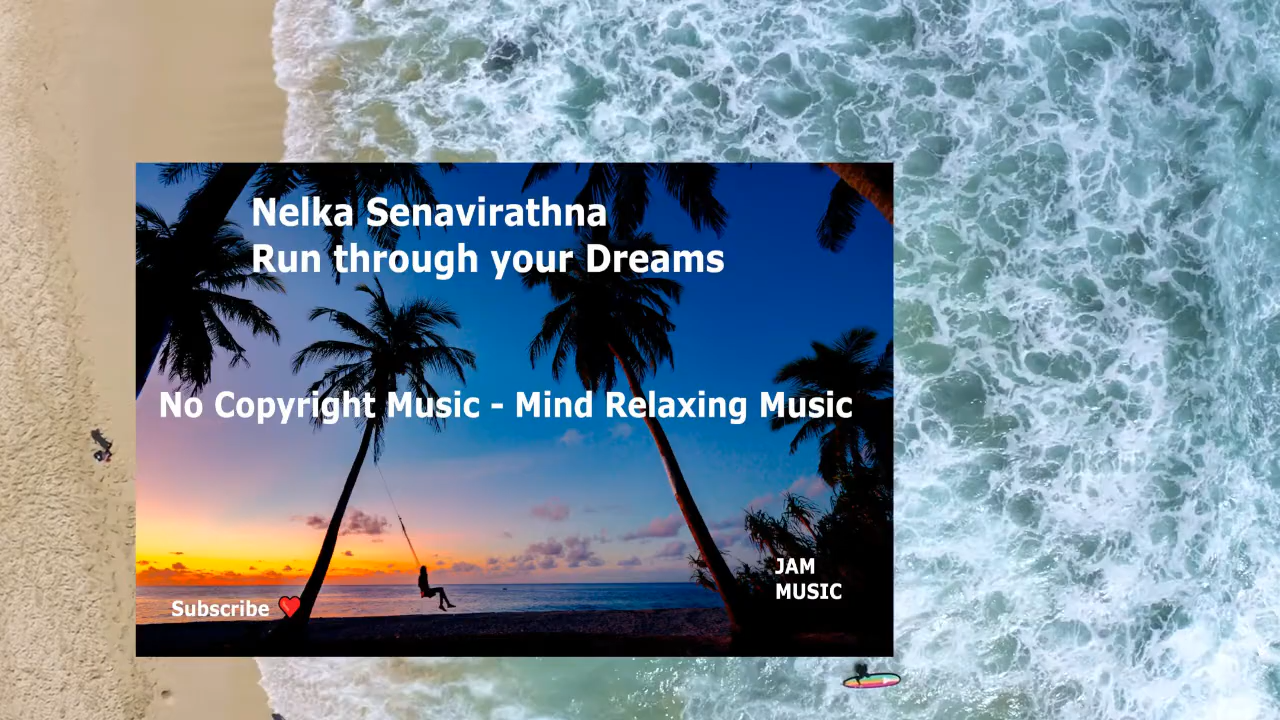 Nelka Senavirathna
Run through your Dreams
No Copyright Music - Mind Relaxing Music
JAM
MUSIC
Subscribe ❤️